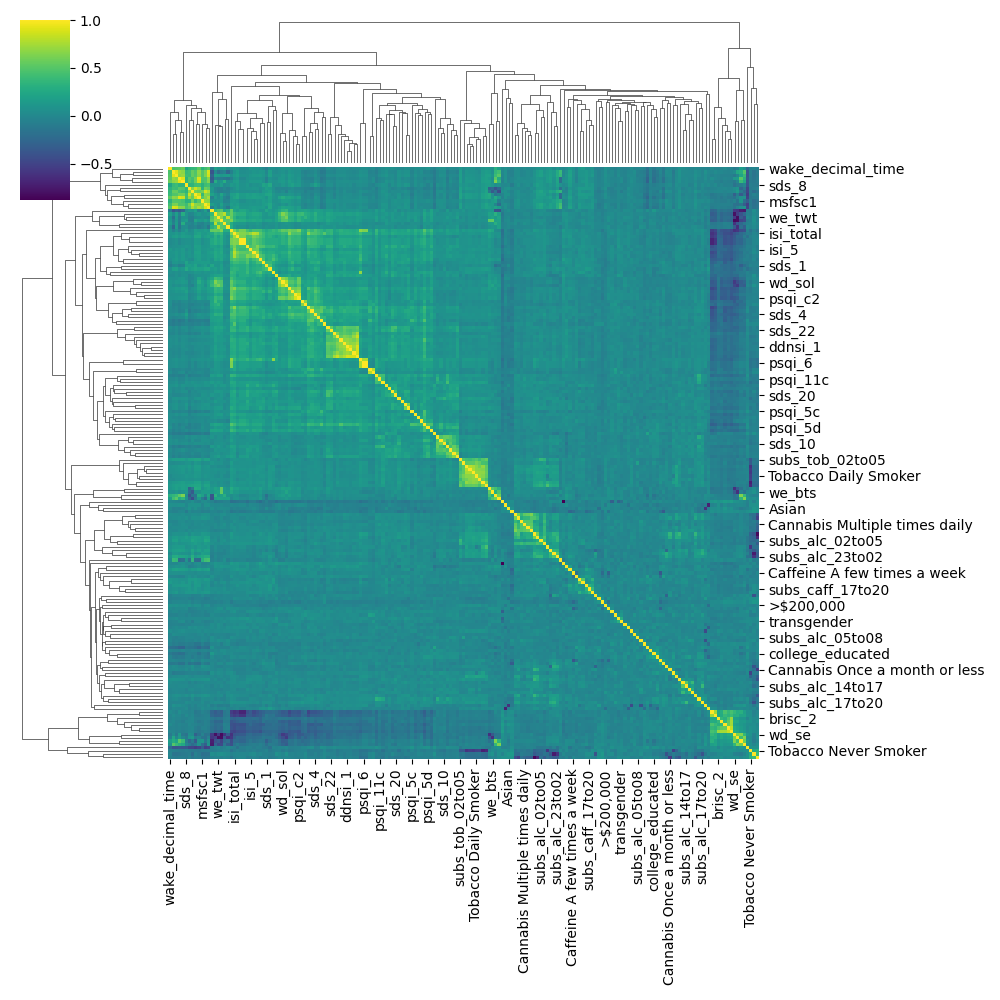 1.0
0.5
0.0
−0.5
wake_decimal_time
sds_8
msfsc1
we_twt
isi_total
isi_5
sds_1
wd_sol
psqi_c2
sds_4
sds_22
ddnsi_1
psqi_6
psqi_11c
sds_20
psqi_5c
psqi_5d
sds_10
subs_tob_02to05
Tobacco Daily Smoker
we_bts
Asian
Cannabis Multiple times daily
subs_alc_02to05
subs_alc_23to02
Caffeine A few times a week
subs_caff_17to20
>$200,000
transgender
subs_alc_05to08
college_educated
Cannabis Once a month or less
subs_alc_14to17
subs_alc_17to20
brisc_2
wd_se
Tobacco Never Smoker
wake_decimal_time
sds_8
msfsc1
we_twt
isi_total
isi_5
sds_1
wd_sol
psqi_c2
sds_4
sds_22
ddnsi_1
psqi_6
psqi_11c
sds_20
psqi_5c
psqi_5d
sds_10
subs_tob_02to05
Tobacco Daily Smoker
we_bts
Asian
Cannabis Multiple times daily
subs_alc_02to05
subs_alc_23to02
Caffeine A few times a week
subs_caff_17to20
>$200,000
transgender
subs_alc_05to08
college_educated
Cannabis Once a month or less
subs_alc_14to17
subs_alc_17to20
brisc_2
wd_se
Tobacco Never Smoker